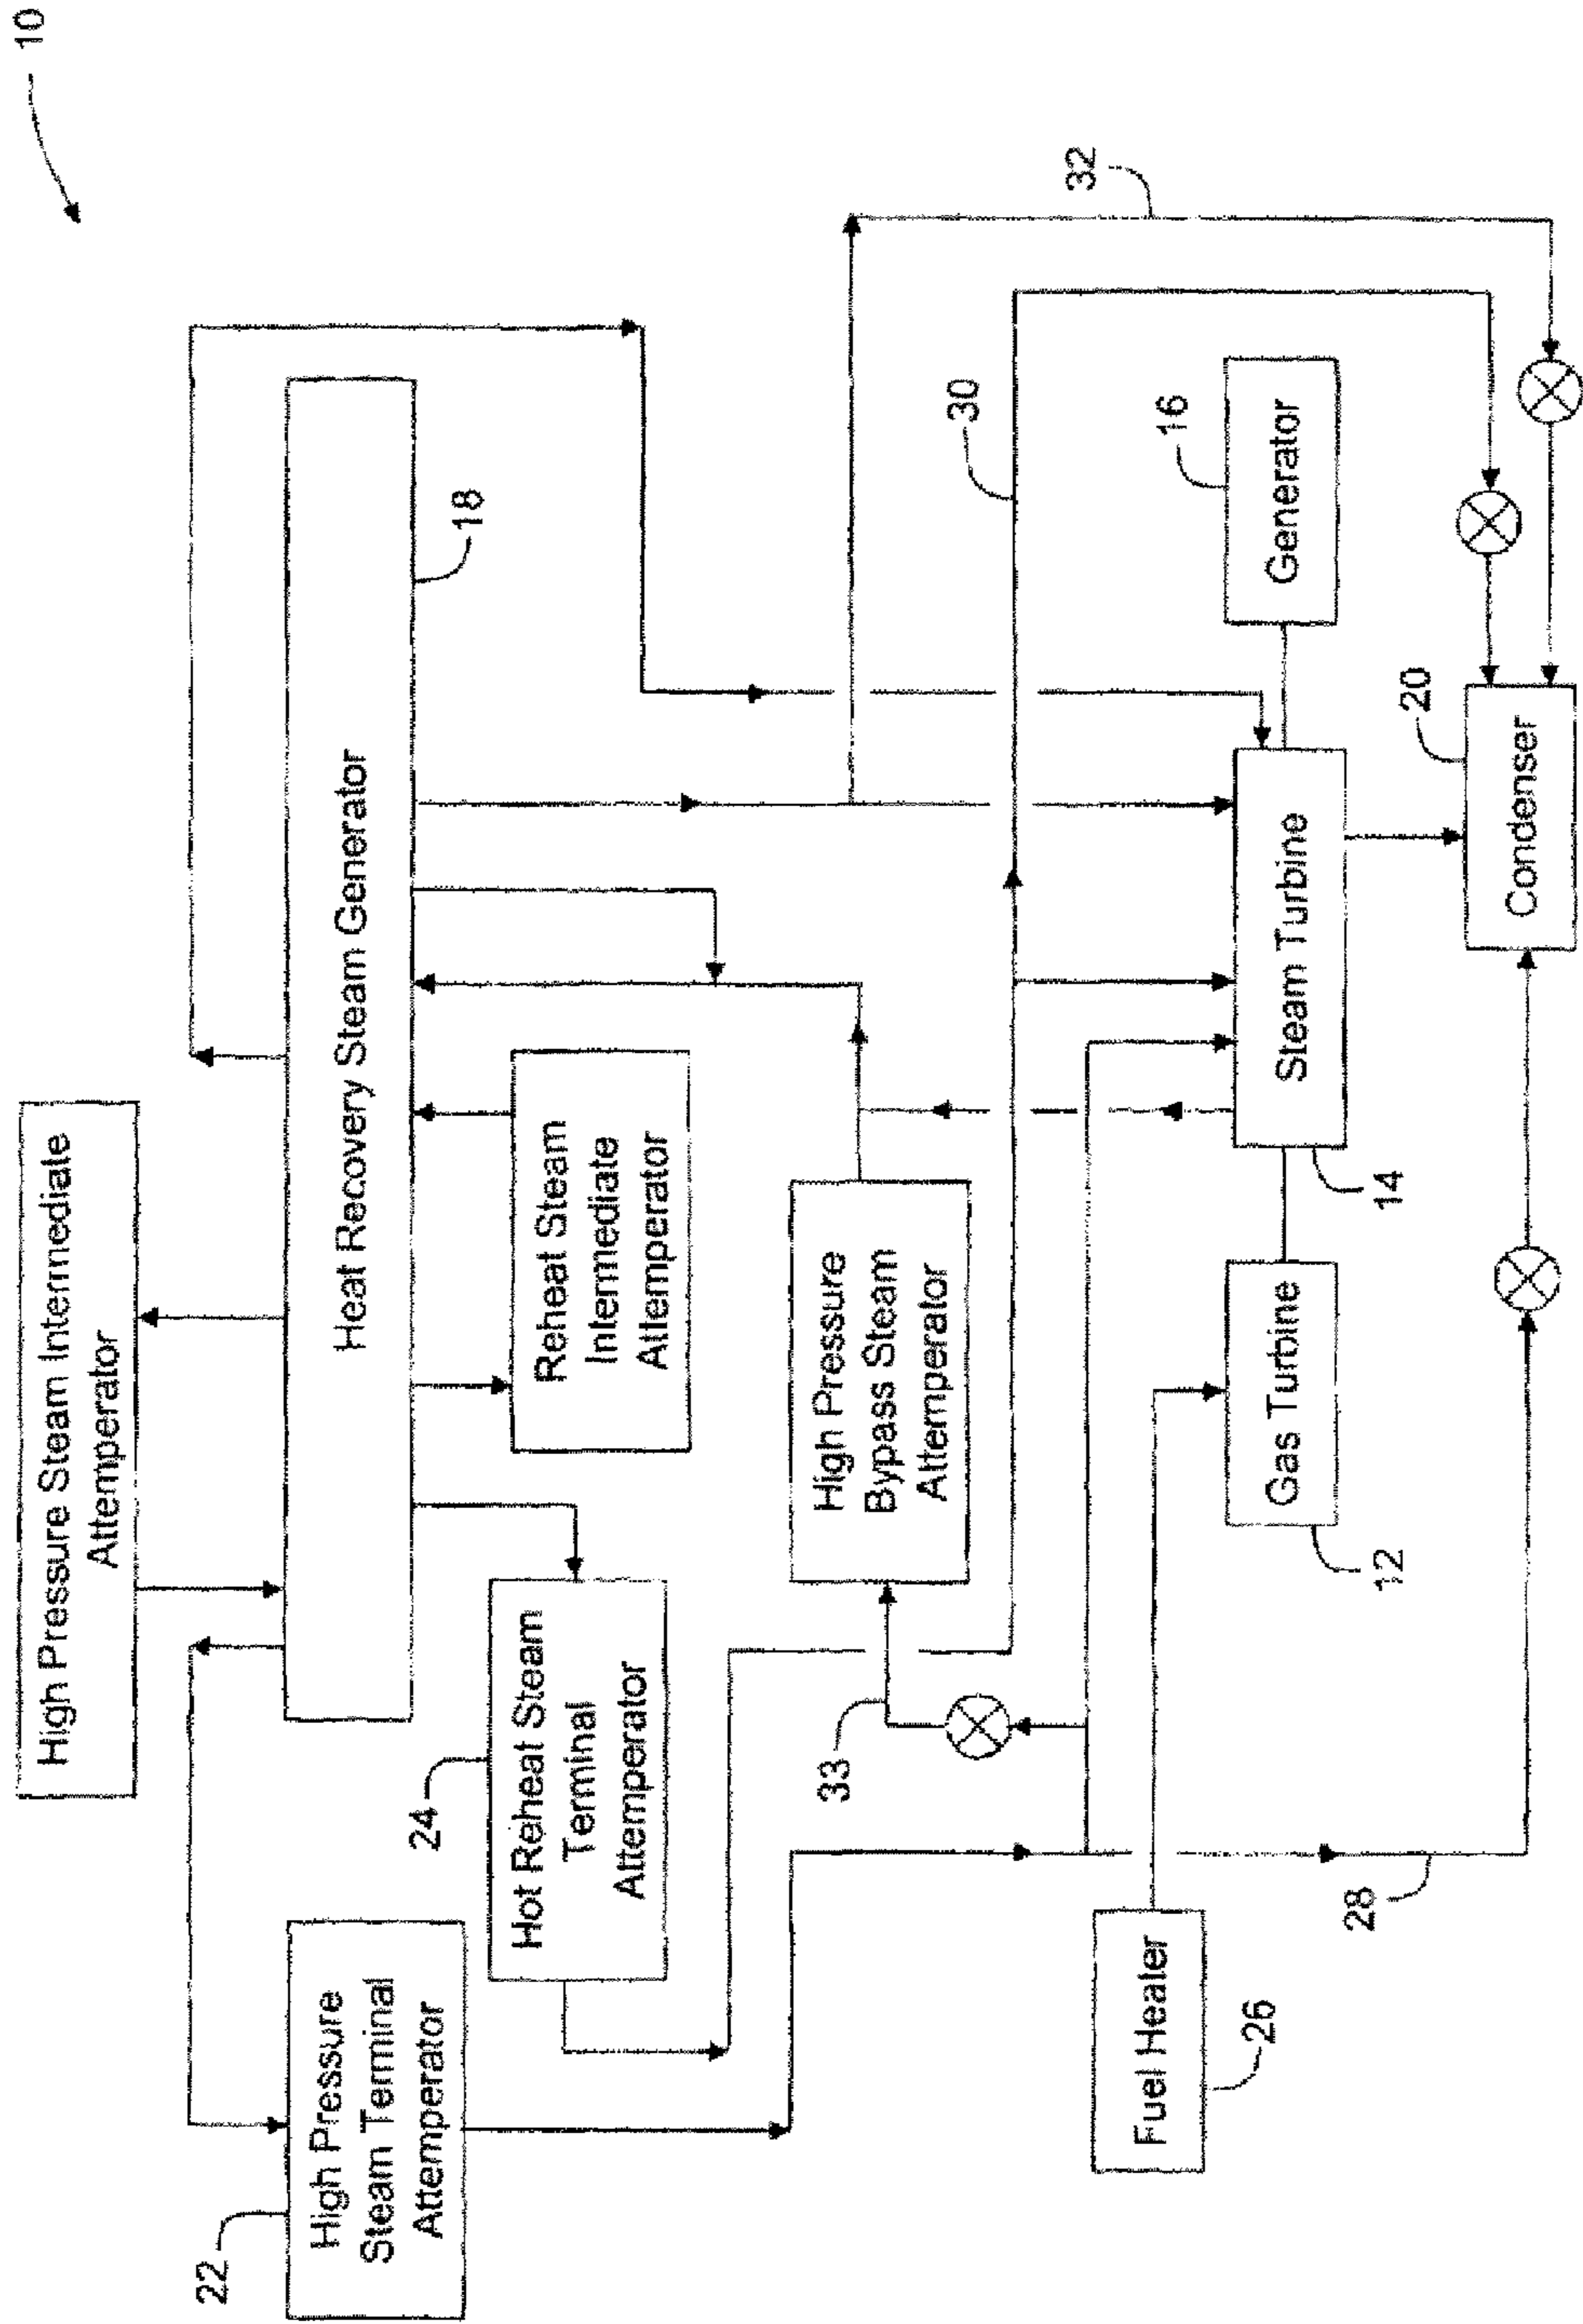 10
High Pressure Steam Intermediate
Attemperator
22
High Pressure
Steam Terminal
Attemperator
Heat Recovery Steam Generator
18
24
Hot Reheat Steam
Terminal
Attemperator
Reheat Steam
Intermediate
Attemperator
33
High Pressure
Bypass Steam
Attemperator
30
32
Fuel Heater
26
16
Gas Turbine
12
Steam Turbine
14
Generator
28
20
Condenser